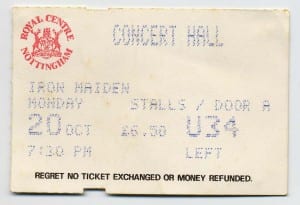 ROYAL CENTRE
NOTTINGHAM
CONCERT HALL
IRON MAIDEN
MONDAY STALLS / DOOR A
20 OCT £6.50 U34
7:30 PM LEFT
REGRET NO TICKET EXCHANGED OR MONEY REFUNDED.